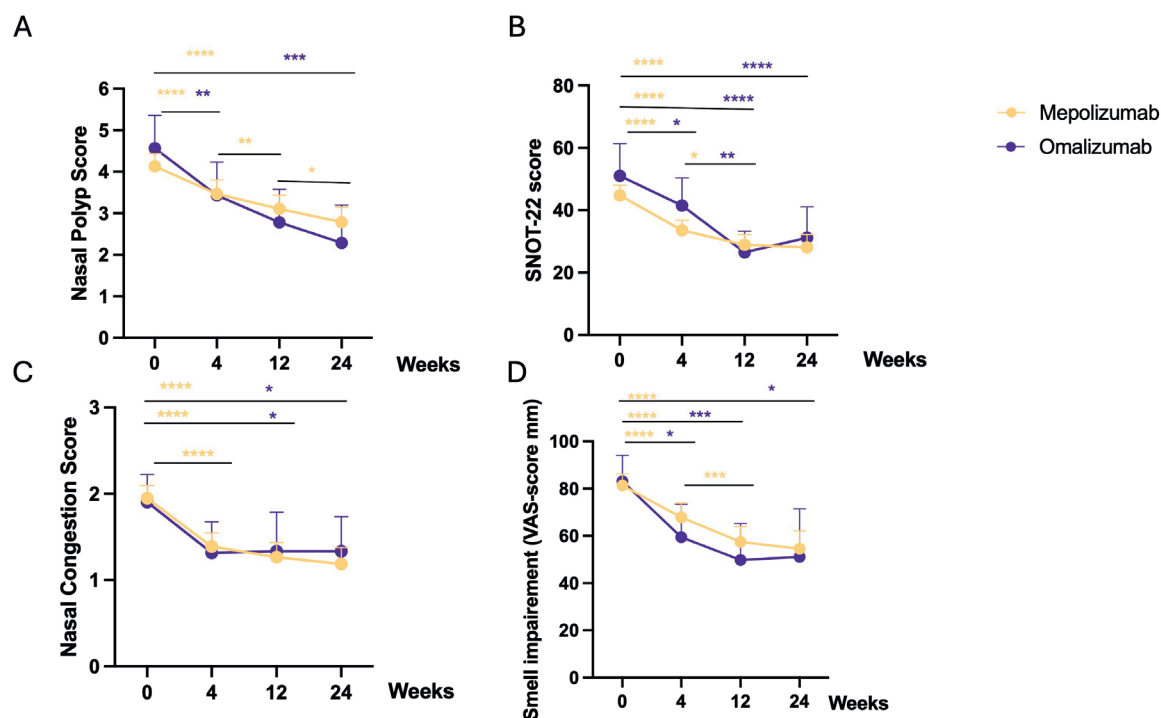 A
**** ***
**** **
**
*
Nasal Polyp Score
6
5
4
3
2
1
0
0 4 12 24 Weeks
B
**** ****
**** ****
**** *
* **
SNOT-22 score
80
60
40
20
0
0 4 12 24 Weeks
Mepolizumab
Omalizumab
C
**** *
**** *
****
Nasal Congestion Score
3
2
1
0
0 4 12 24 Weeks
D
**** *
**** ***
**** *
***
Smell impairement (VAS-score mm)
100
80
60
40
20
0
0 4 12 24 Weeks